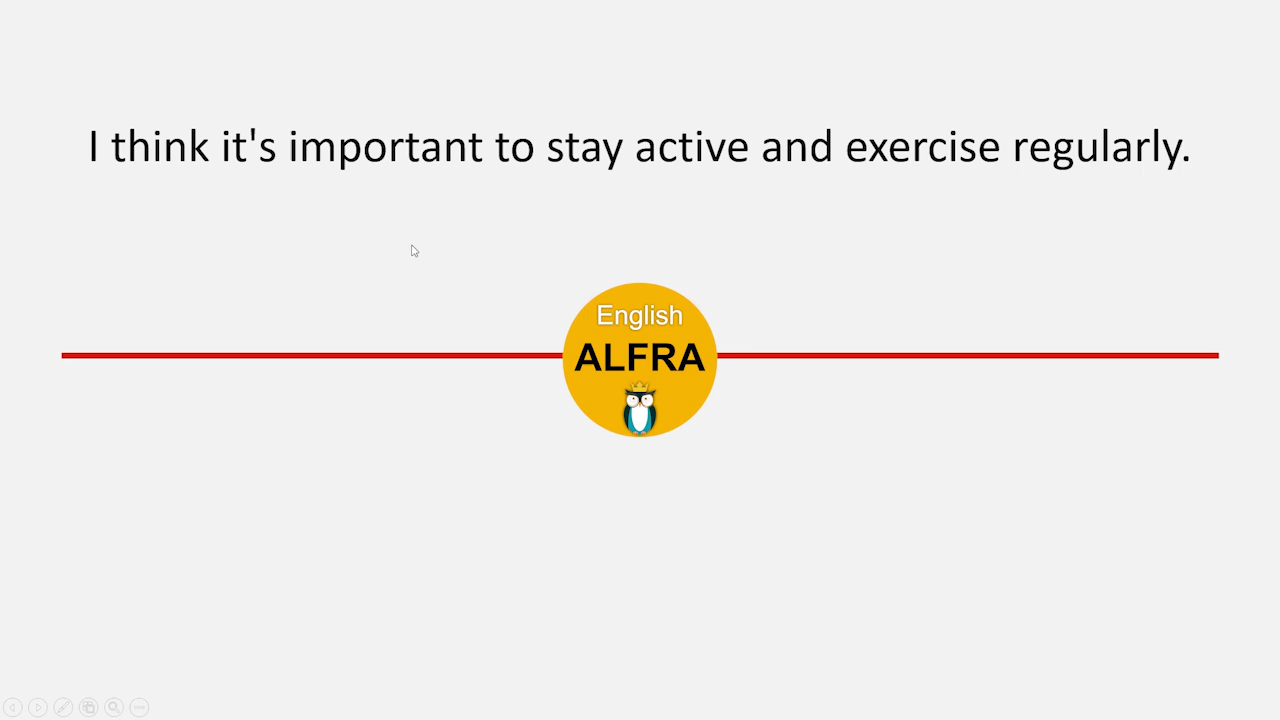 I think it's important to stay active and exercise regularly.
English
ALFRA